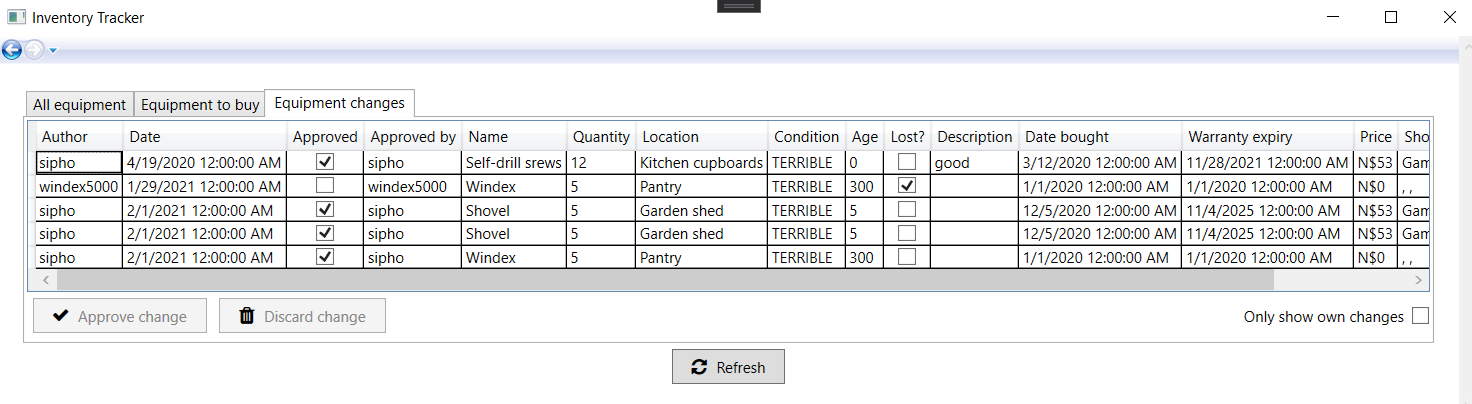 Inventory Tracker
All equipment Equipment to buy Equipment changes
Author Date Approved Approved by Name Quantity Location Condition Age Lost? Description Date bought Warranty expiry Price Sho
sipho 4/19/2020 12:00:00 AM sipho Self-drill srews 12 Kitchen cupboards TERRIBLE 0 good 3/12/2020 12:00:00 AM 11/28/2021 12:00:00 AM N$53 Gam
windex5000 1/29/2021 12:00:00 AM windex5000 Windex 5 Pantry TERRIBLE 300 1/1/2020 12:00:00 AM 1/1/2020 12:00:00 AM N$0 , ,
sipho 2/1/2021 12:00:00 AM sipho Shovel 5 Garden shed TERRIBLE 5 12/5/2020 12:00:00 AM 11/4/2025 12:00:00 AM N$53 Gam
sipho 2/1/2021 12:00:00 AM sipho Shovel 5 Garden shed TERRIBLE 5 12/5/2020 12:00:00 AM 11/4/2025 12:00:00 AM N$53 Gam
sipho 2/1/2021 12:00:00 AM sipho Windex 5 Pantry TERRIBLE 300 1/1/2020 12:00:00 AM 1/1/2020 12:00:00 AM N$0 , ,
Approve change Discard change Only show own changes
Refresh